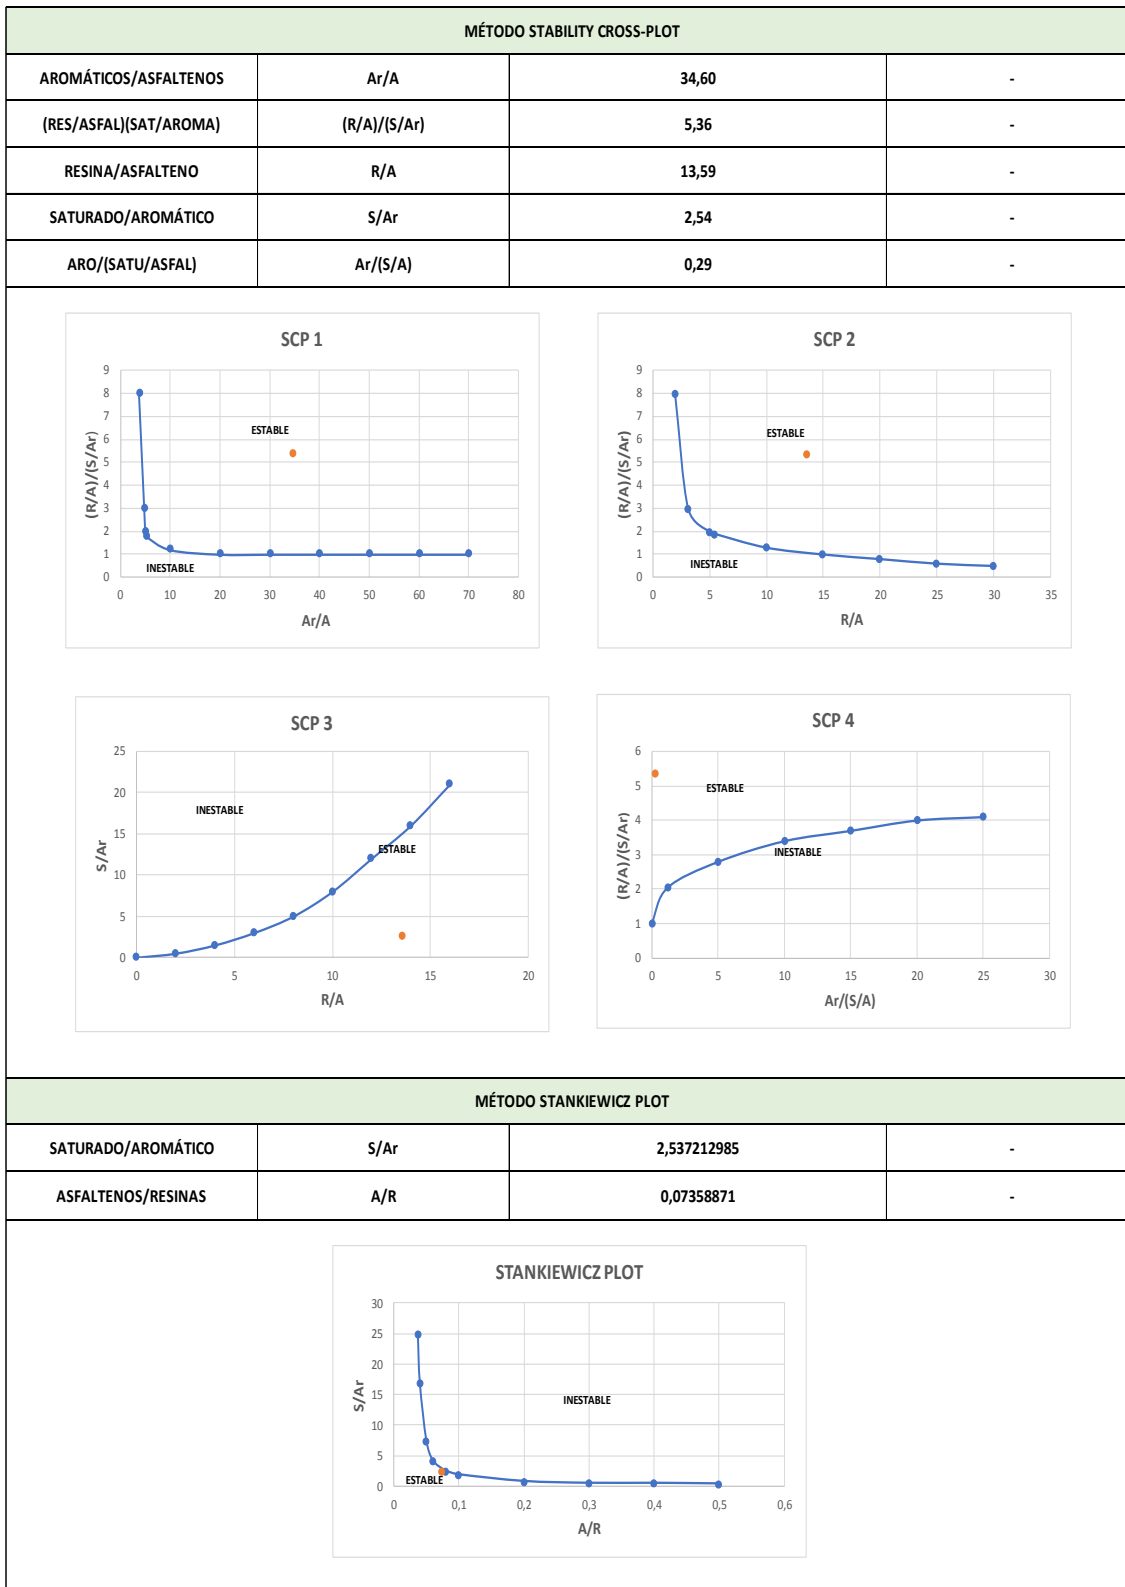 MÉTODO STABILITY CROSS-PLOT
AROMÁTICOS/ASFALTENOS Ar/A 34,60 -
(RES/ASFAL)(SAT/AROMA) (R/A)/(S/Ar) 5,36 -
RESINA/ASFALTENO R/A 13,59 -
SATURADO/AROMÁTICO S/Ar 2,54 -
ARO/(SATU/ASFAL) Ar/(S/A) 0,29 -
SCP 1
(R/A)/(S/Ar)
9
8
7
6
5
4
3
2
1
0
ESTABLE
INESTABLE
0 10 20 30 40 50 60 70 80
Ar/A
SCP 2
(R/A)/(S/Ar)
9
8
7
6
5
4
3
2
1
0
ESTABLE
INESTABLE
0 5 10 15 20 25 30 35
R/A
SCP 3
S/Ar
25
20
15
10
5
0
INESTABLE
ESTABLE
0 5 10 15 20
R/A
SCP 4
(R/A)/(S/Ar)
6
5
4
3
2
1
0
ESTABLE
INESTABLE
0 5 10 15 20 25 30
Ar/(S/A)
MÉTODO STANKIEWICZ PLOT
SATURADO/AROMÁTICO S/Ar 2,537212985 -
ASFALTENOS/RESINAS A/R 0,07358871 -
STANKIEWICZ PLOT
S/Ar
30
25
20
15
10
5
0
INESTABLE
ESTABLE
0 0,1 0,2 0,3 0,4 0,5 0,6
A/R